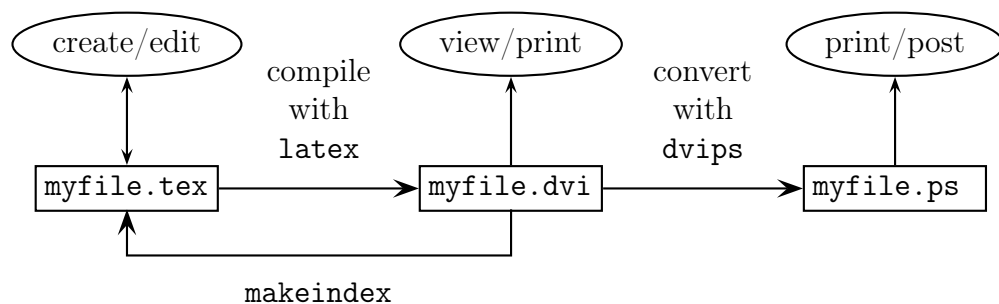 create/edit
view/print
print/post
compile
with
latex
convert
with
dvips
myfile.tex
myfile.dvi
myfile.ps
makeindex